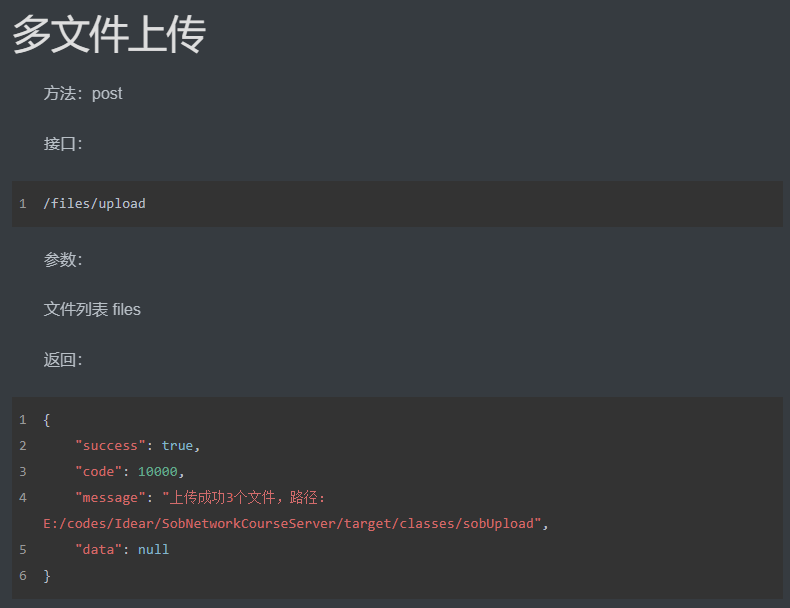 多文件上传
方法：post
接口：
1 /files/upload
参数：
文件列表 files
返回：
1 {
2 "success": true,
3 "code": 10000,
4 "message": "上传成功3个文件，路径：
E:/codes/Idear/SobNetworkCourseServer/target/classes/sobUpload",
5 "data": null
6 }